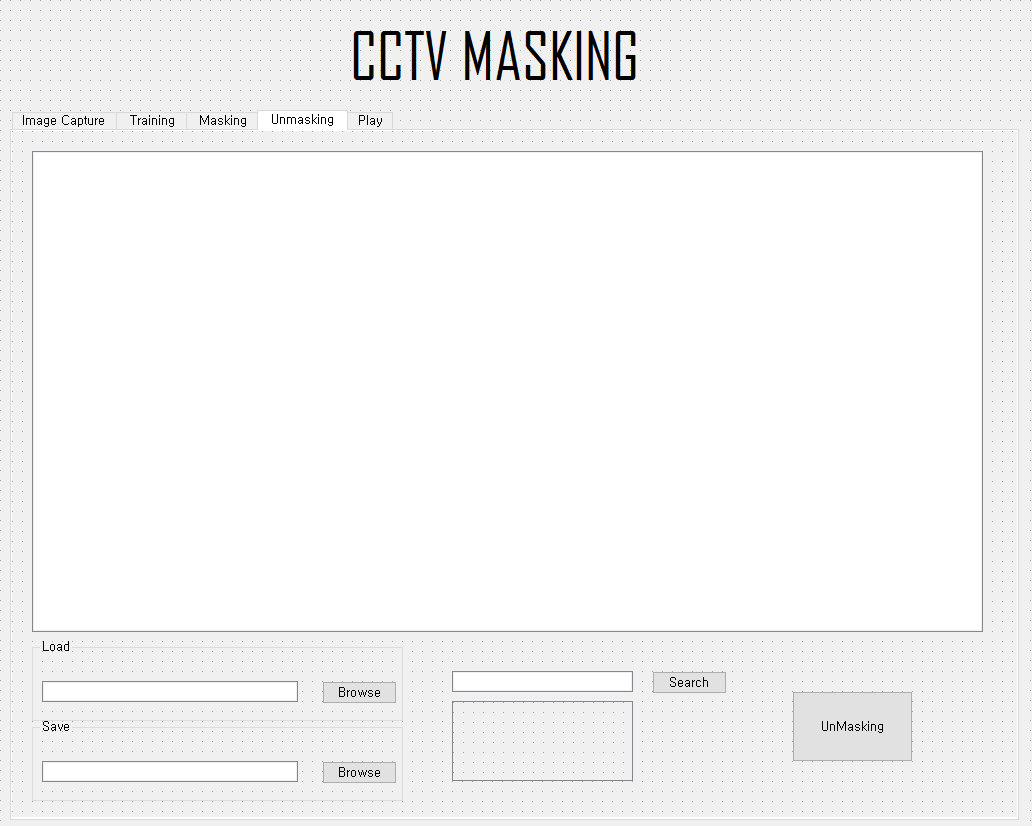 CCTV MASKING
Image Capture Training Masking Unmasking Play
Load
Browse
Save
Browse
Search
UnMasking